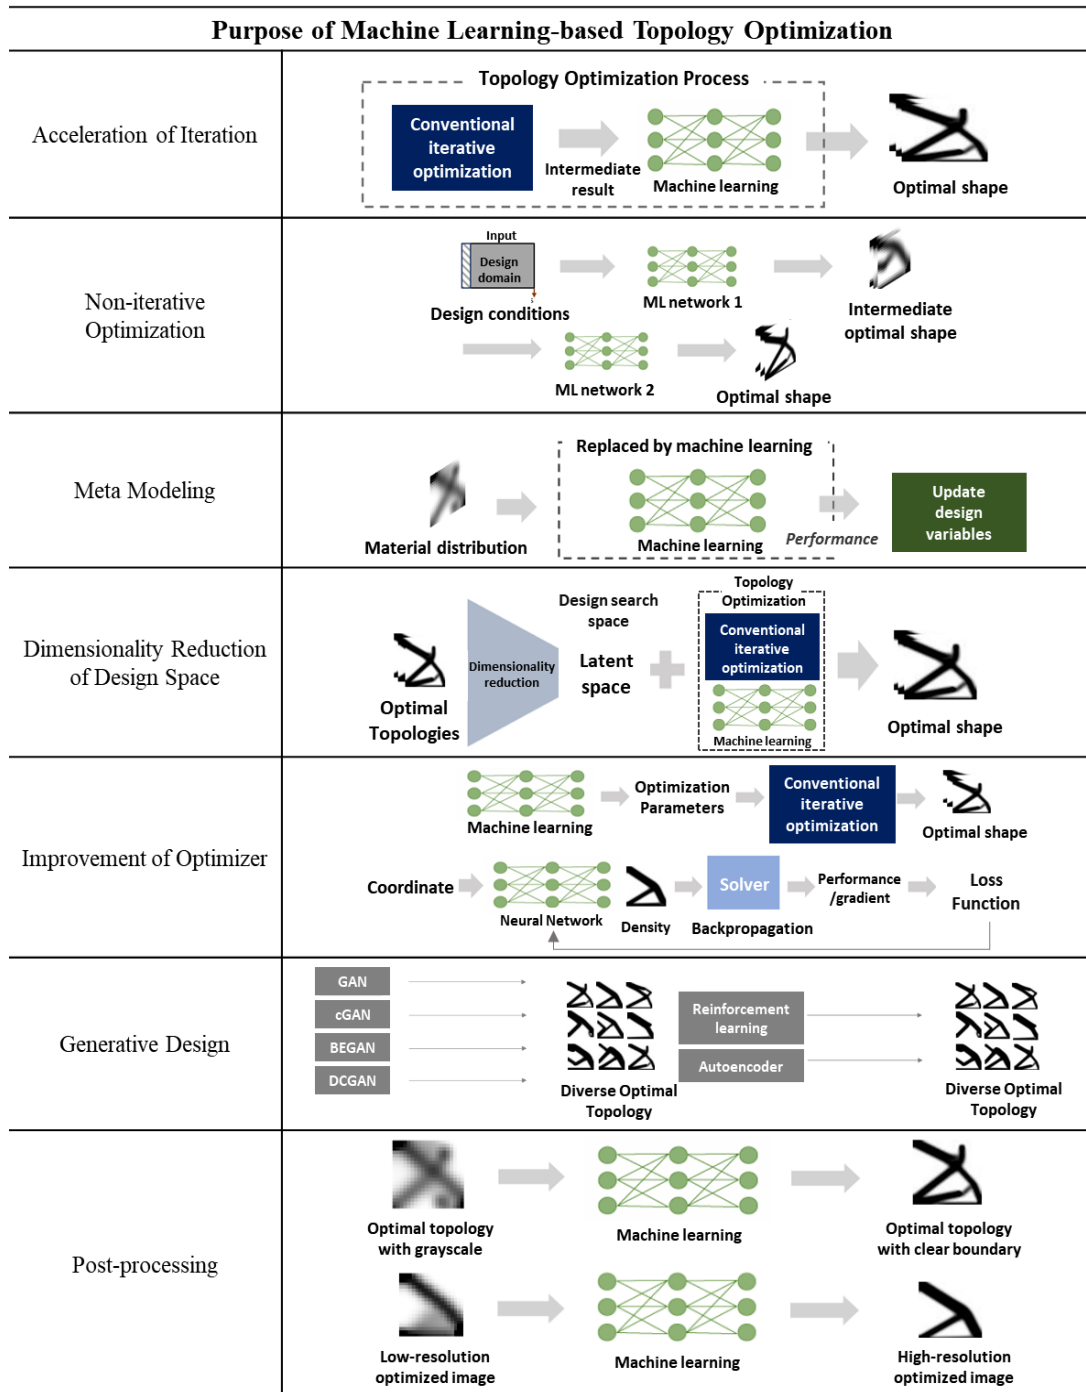 Purpose of Machine Learning-based Topology Optimization
Acceleration of Iteration
Topology Optimization Process
Conventional
iterative
optimization
Intermediate
result
Machine learning
Optimal shape
Non-iterative
Optimization
Input
Design
domain
Design conditions
ML network 1
Intermediate
optimal shape
ML network 2
Optimal shape
Meta Modeling
Material distribution
Replaced by machine learning
Machine learning
Performance
Update
design
variables
Dimensionality Reduction
of Design Space
Optimal
Topologies
Dimensionality
reduction
Design search
space
Latent
space
Topology
Optimization
Conventional
iterative
optimization
Machine learning
Optimal shape
Improvement of Optimizer
Machine learning
Optimization
Parameters
Conventional
iterative
optimization
Optimal shape
Coordinate
Neural Network
Density
Solver
Backpropagation
Performance
/gradient
Loss
Function
Generative Design
GAN
cGAN
BEGAN
DCGAN
Diverse Optimal
Topology
Reinforcement
learning
Autoencoder
Diverse Optimal
Topology
Post-processing
Optimal topology
with grayscale
Machine learning
Optimal topology
with clear boundary
Low-resolution
optimized image
Machine learning
High-resolution
optimized image